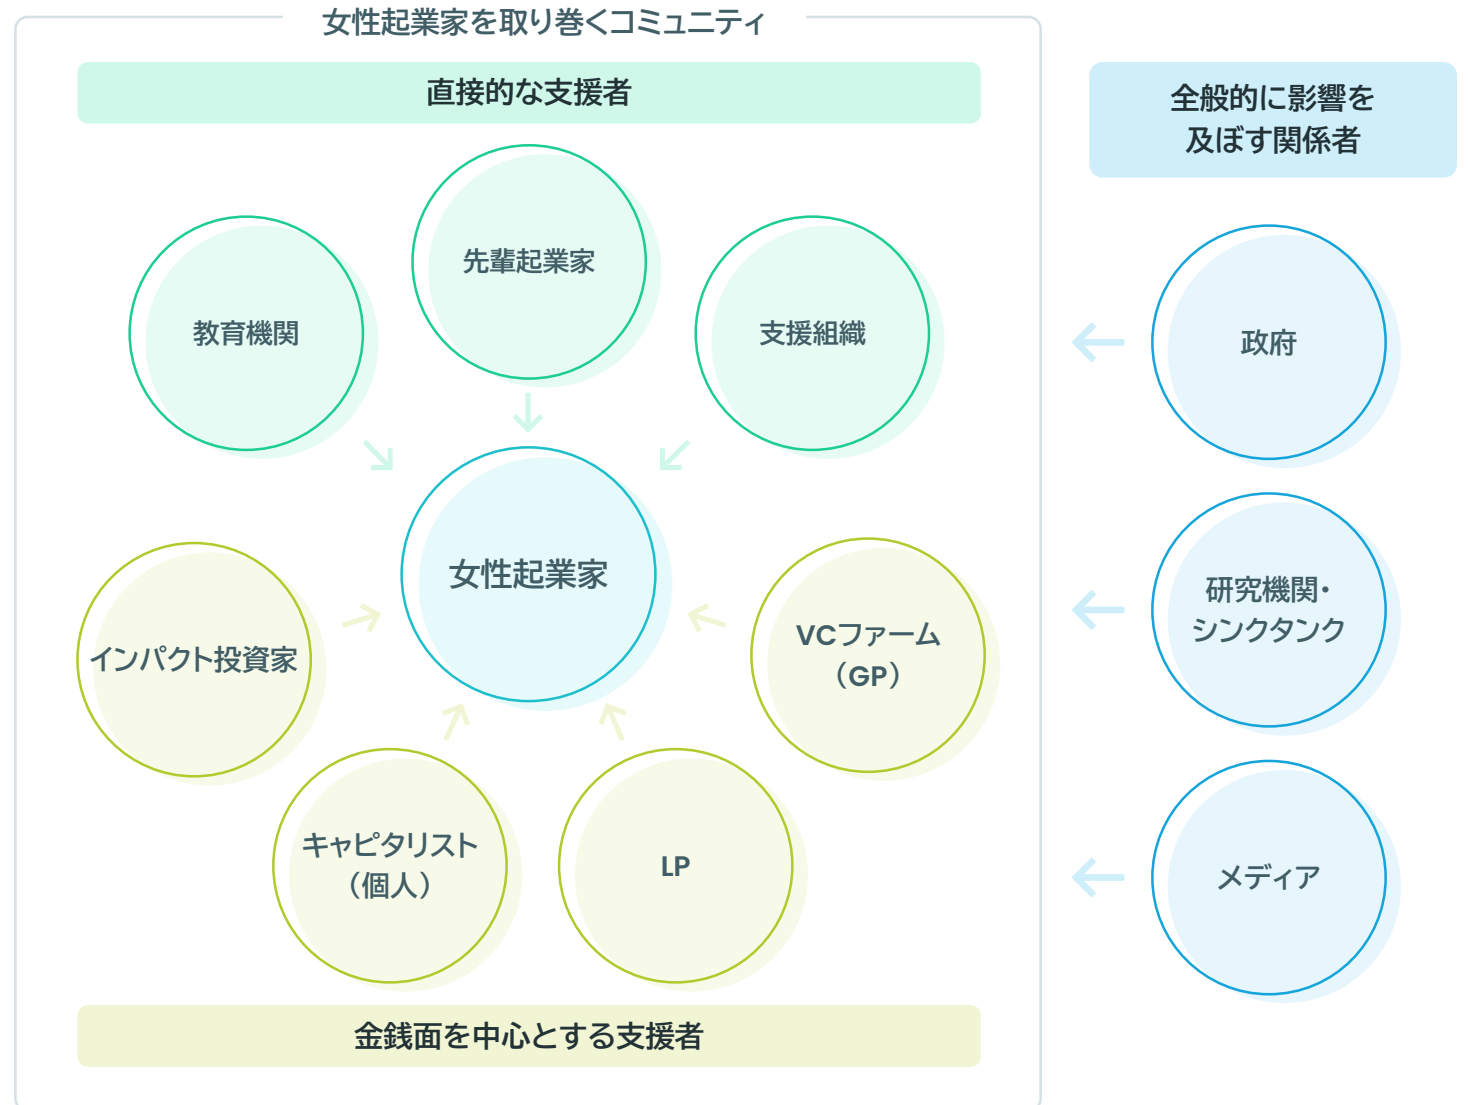 女性起業家を取り巻くコミュニティ
直接的な支援者
先輩起業家
教育機関
支援組織
女性起業家
インパクト投資家
VCファーム
（GP）
キャピタリスト
（個人）
LP
金銭面を中心とする支援者
全般的に影響を
及ぼす関係者
政府
研究機関・
シンクタンク
メディア